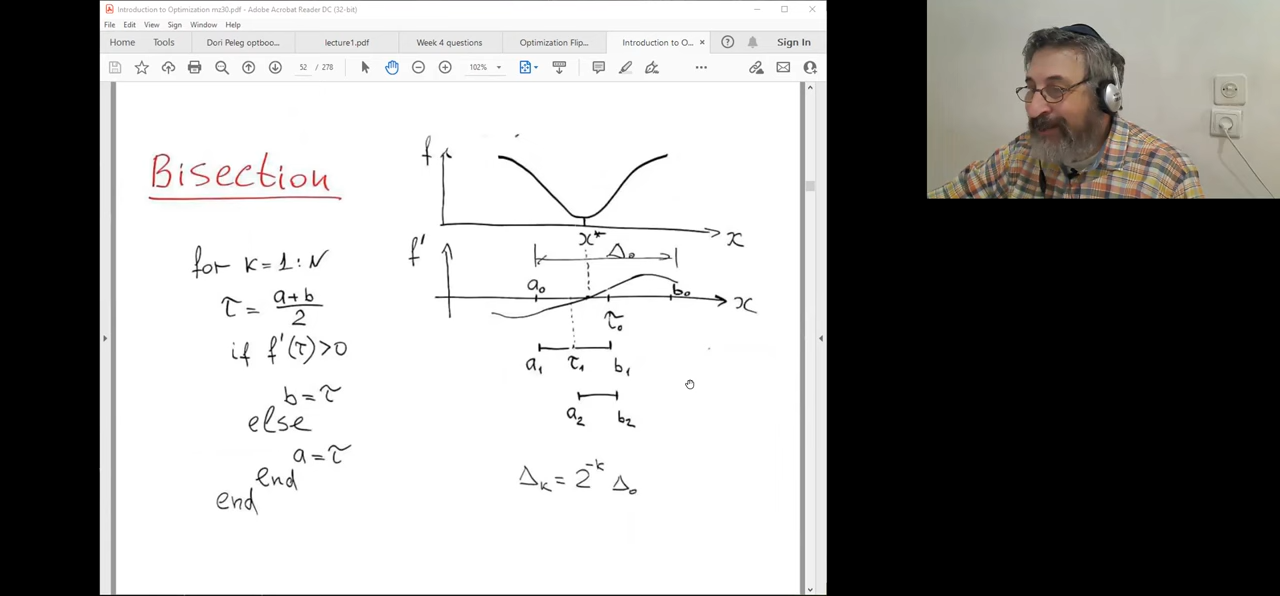 Introduction to Optimization mz30.pdf - Adobe Acrobat Reader DC (32-bit)
File Edit View Sign Window Help
Home Tools Dori Peleg optboo... lecture1.pdf Week 4 questions Optimization Flip... Introduction to O... × Sign In
52 / 278 102%
Bisection
for k=1:N
τ = a+b/2
if f'(τ)>0
b=τ
else
a=τ
end
end
f
x* x
f' Δ₀
a₀ b₀
τ₀ x
a₁ τ₁ b₁
a₂ b₂
Δₖ = 2⁻ᵏ Δ₀